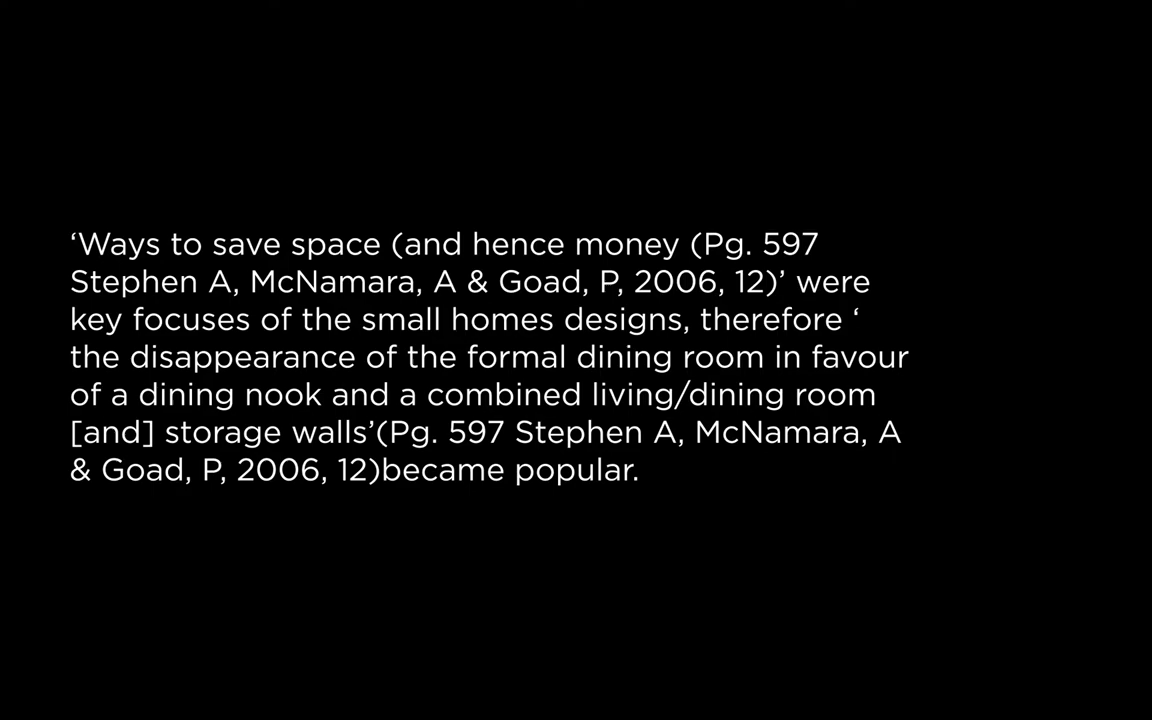 ‘Ways to save space (and hence money (Pg. 597
Stephen A, McNamara, A & Goad, P, 2006, 12)’ were
key focuses of the small homes designs, therefore ‘
the disappearance of the formal dining room in favour
of a dining nook and a combined living/dining room
[and] storage walls’(Pg. 597 Stephen A, McNamara, A
& Goad, P, 2006, 12)became popular.